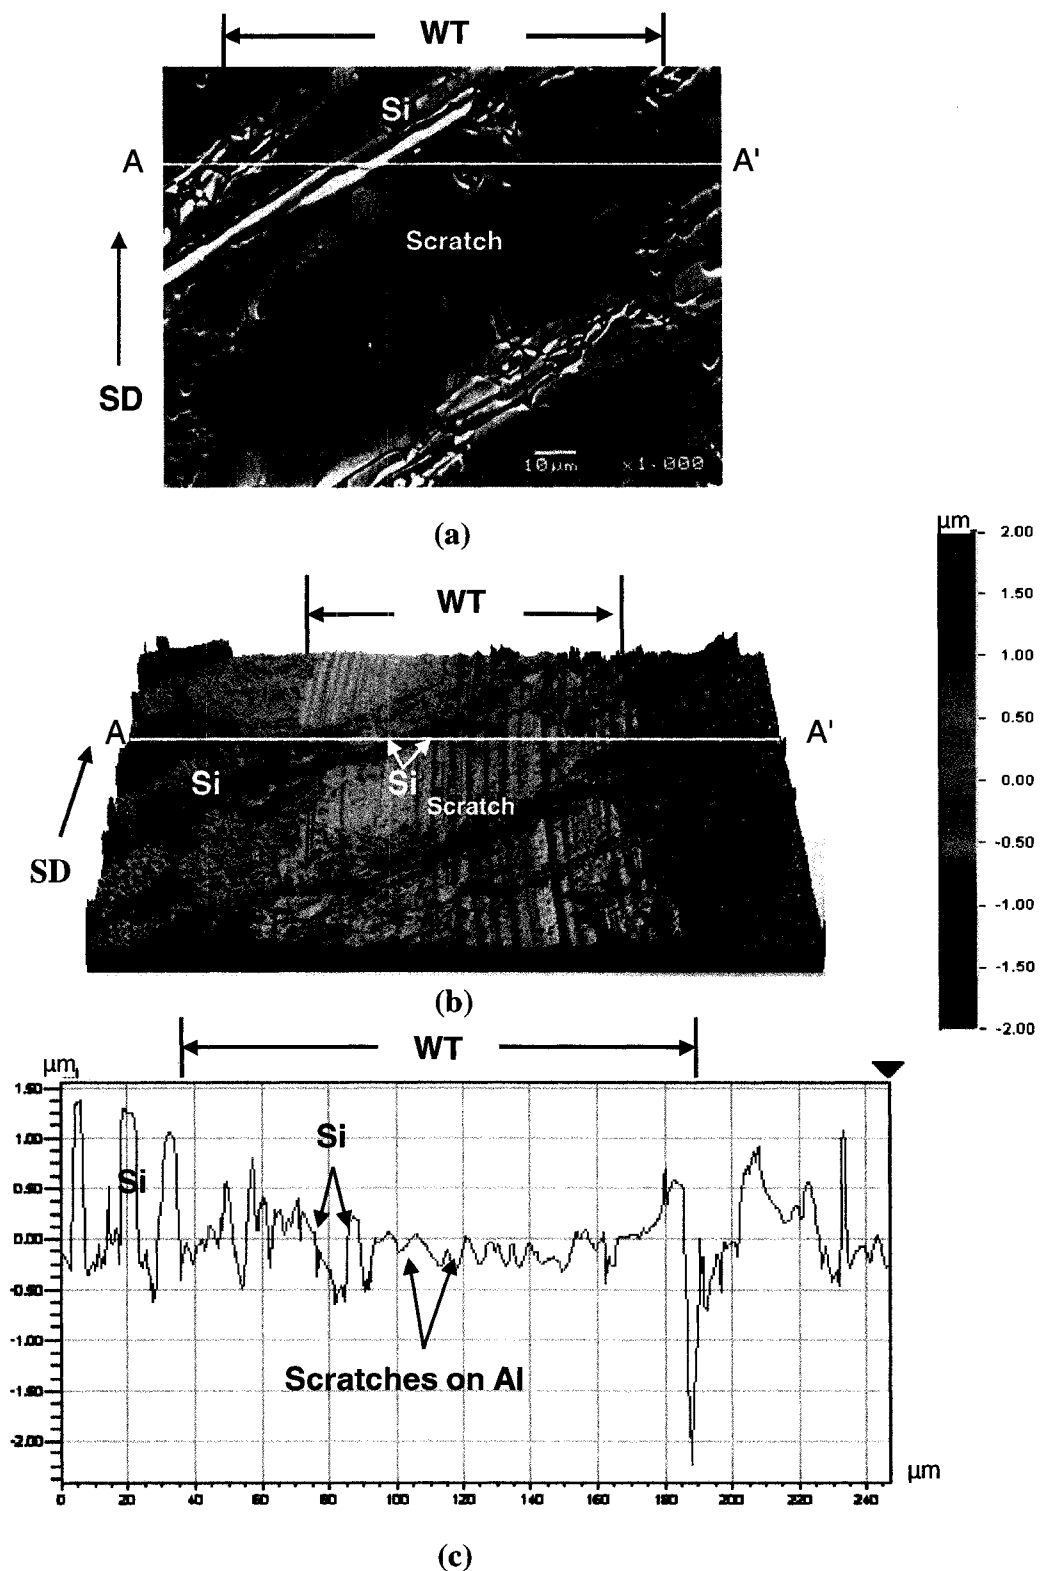 WT
Si
A A'
Scratch
SD
10µm ×1,000
(a)
µm
2.00
1.50
WT
1.00
0.50
A A'
Si Si
0.00
Scratch
-0.50
SD
-1.00
-1.50
(b)
-2.00
WT
µm
1.50
1.00
Si
Si
0.50
0.00
-0.50
-1.00
Scratches on Al
-1.50
-2.00
µm
0 20 40 60 80 100 120 140 160 180 200 220 240
(c)